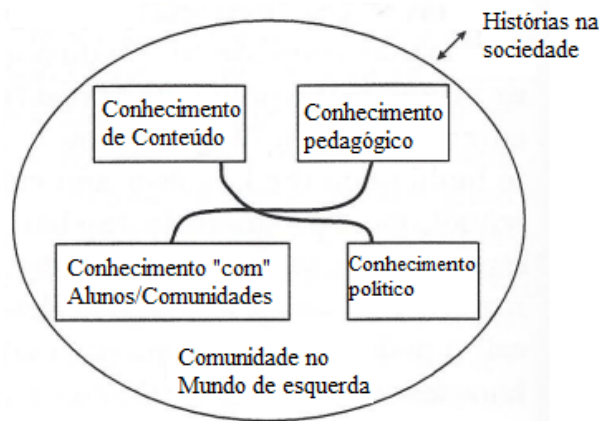 Histórias na
sociedade
Conhecimento
de Conteúdo
Conhecimento
pedagógico
Conhecimento "com"
Alunos/Comunidades
Conhecimento
político
Comunidade no
Mundo de esquerda